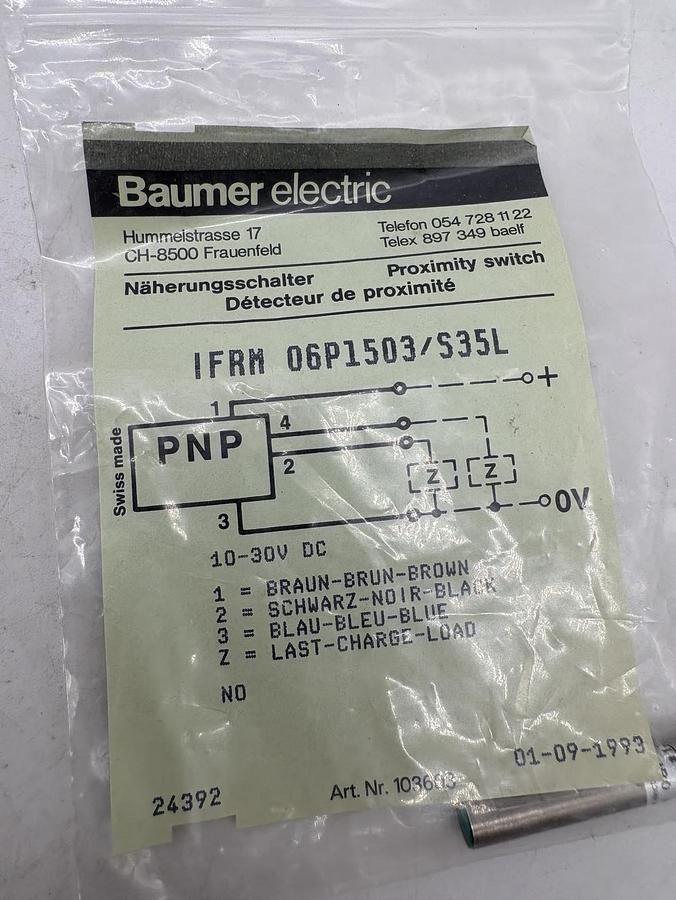 Baumer electric
Hummelstrasse 17
CH-8500 Frauenfeld
Telefon 054 728 11 22
Telex 897 349 baelf
Näherungsschalter
Proximity switch
Détecteur de proximité
IFRM 06P1503/S35L
1
+
4
PNP
2
Z
Z
Swiss made
3
0V
10-30V DC
1 = BRAUN-BRUN-BROWN
2 = SCHWARZ-NOIR-BLACK
3 = BLAU-BLEU-BLUE
Z = LAST-CHARGE-LOAD
NO
01-09-1993
24392
Art. Nr.